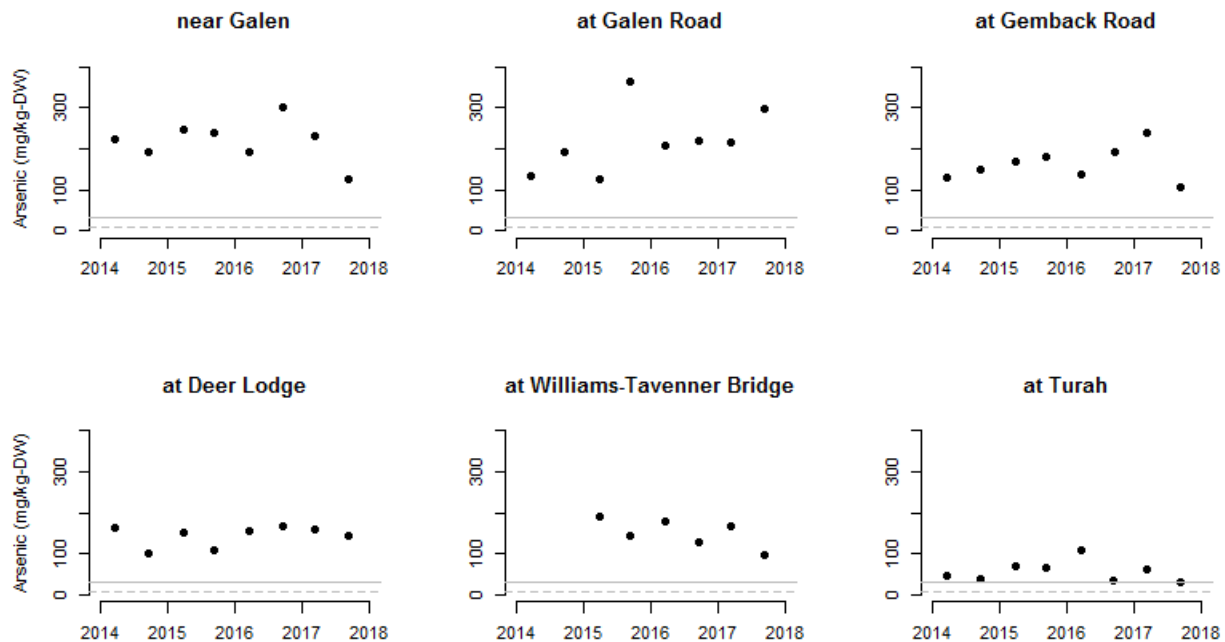 near Galen
at Galen Road
at Gemback Road
Arsenic (mg/kg-DW)
300
100
0
2014 2015 2016 2017 2018
300
100
0
2014 2015 2016 2017 2018
300
100
0
2014 2015 2016 2017 2018
at Deer Lodge
at Williams-Tavenner Bridge
at Turah
Arsenic (mg/kg-DW)
300
100
0
2014 2015 2016 2017 2018
300
100
0
2014 2015 2016 2017 2018
300
100
0
2014 2015 2016 2017 2018